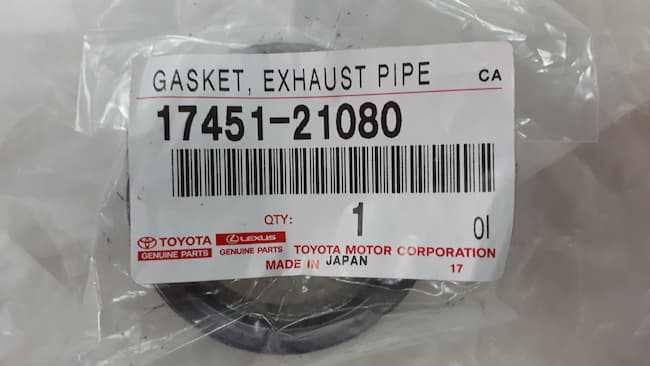 GASKET, EXHAUST PIPE CA
17451-21080
QTY: 1 OI
TOYOTA LEXUS
GENUINE PARTS GENUINE PARTS TOYOTA MOTOR CORPORATION
MADE IN JAPAN 17